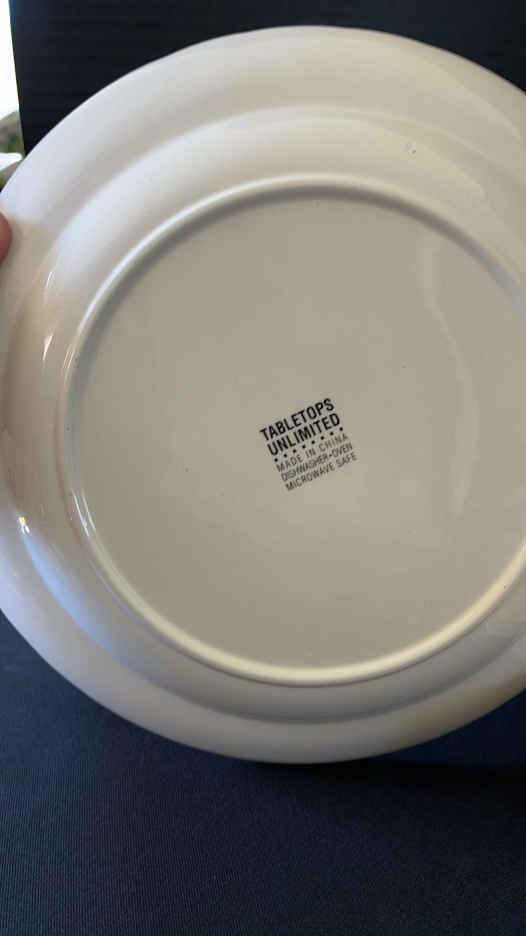 TABLETOPS
UNLIMITED
MADE IN CHINA
DISHWASHER-OVEN
MICROWAVE SAFE